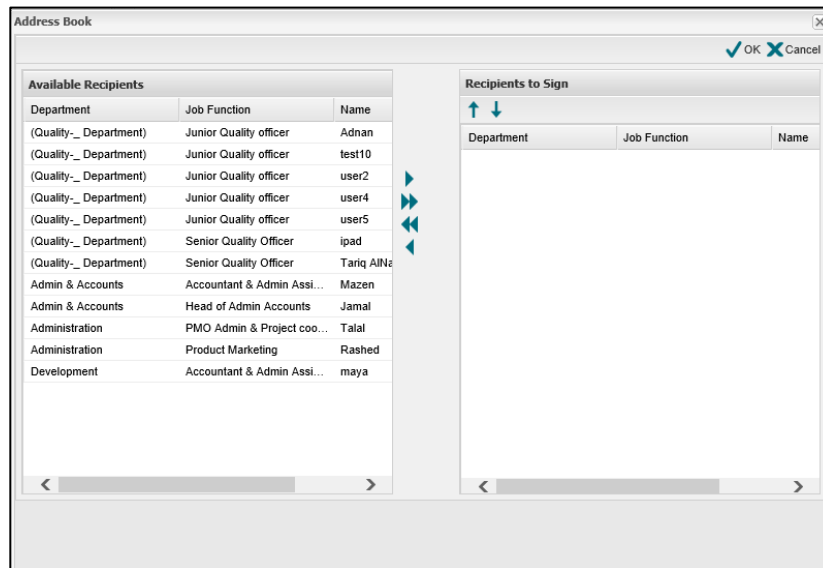 Address Book
OK Cancel
Available Recipients
Department Job Function Name
(Quality-_ Department) Junior Quality officer Adnan
(Quality-_ Department) Junior Quality officer test10
(Quality-_ Department) Junior Quality officer user2
(Quality-_ Department) Junior Quality officer user4
(Quality-_ Department) Junior Quality officer user5
(Quality-_ Department) Senior Quality Officer ipad
(Quality-_ Department) Senior Quality Officer Tariq AlNa
Admin & Accounts Accountant & Admin Assi... Mazen
Admin & Accounts Head of Admin Accounts Jamal
Administration PMO Admin & Project coo... Talal
Administration Product Marketing Rashed
Development Accountant & Admin Assi... maya
Recipients to Sign
Department Job Function Name